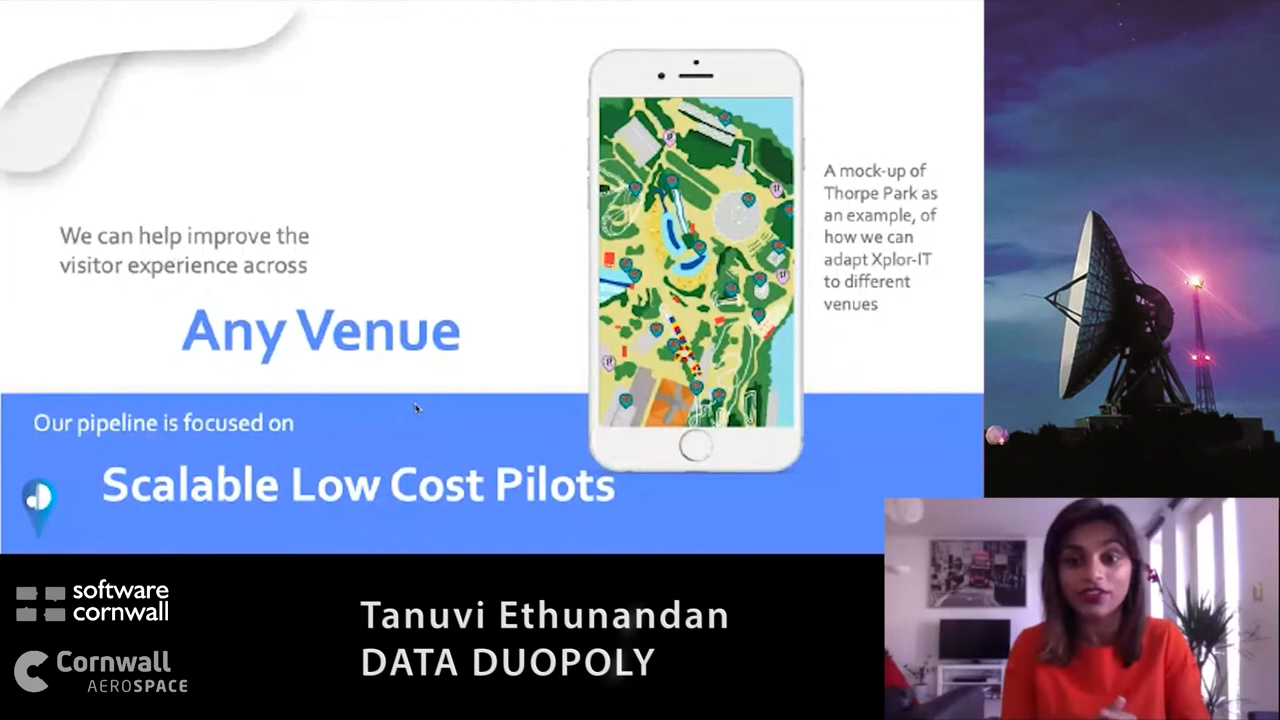 We can help improve the
visitor experience across
Any Venue
A mock-up of
Thorpe Park as
an example, of
how we can
adapt Xplor-IT
to different
venues
Our pipeline is focused on
Scalable Low Cost Pilots
software
cornwall
Cornwall
AEROSPACE
Tanuvi Ethunandan
DATA DUOPOLY